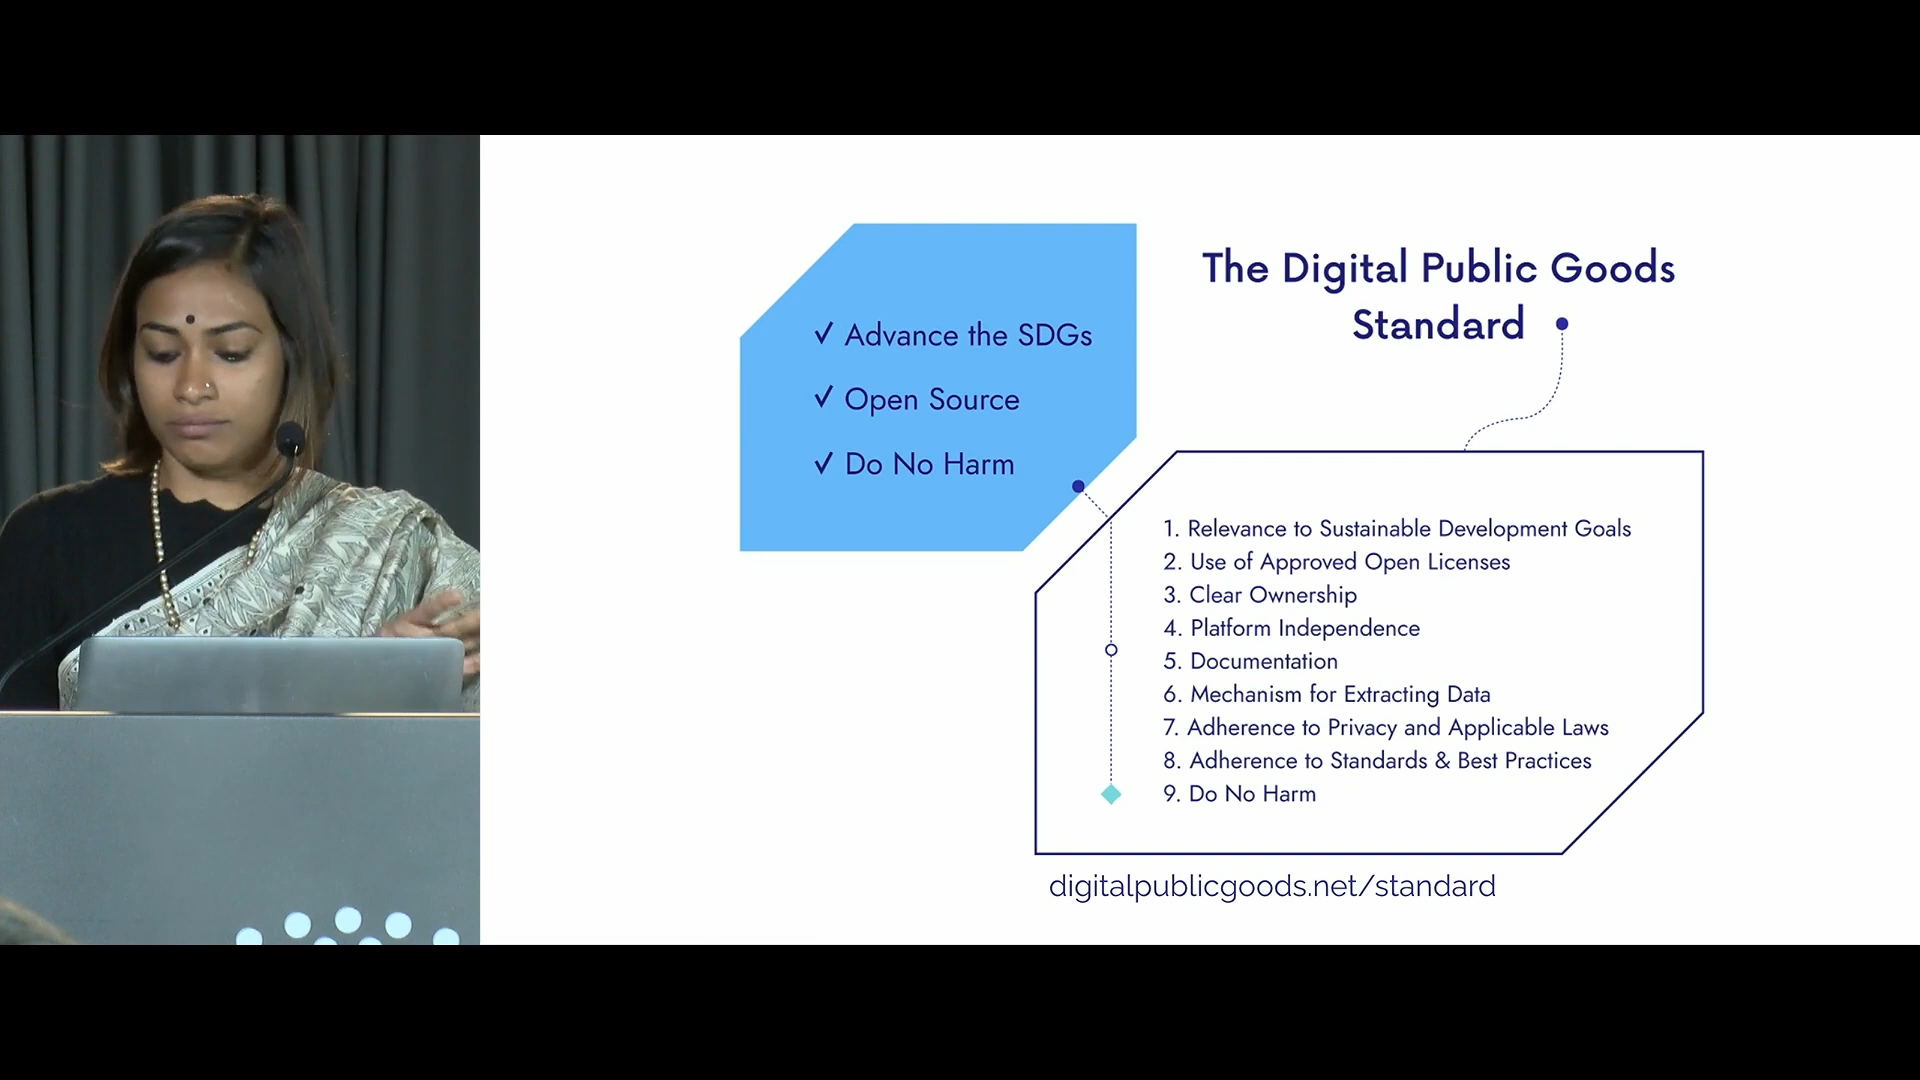 The Digital Public Goods
Standard
✓ Advance the SDGs
✓ Open Source
✓ Do No Harm
1. Relevance to Sustainable Development Goals
2. Use of Approved Open Licenses
3. Clear Ownership
4. Platform Independence
5. Documentation
6. Mechanism for Extracting Data
7. Adherence to Privacy and Applicable Laws
8. Adherence to Standards & Best Practices
9. Do No Harm
digitalpublicgoods.net/standard